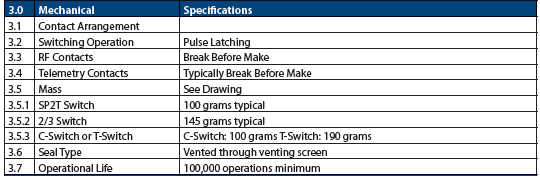 3.0 Mechanical Specifications
3.1 Contact Arrangement
3.2 Switching Operation Pulse Latching
3.3 RF Contacts Break Before Make
3.4 Telemetry Contacts Typically Break Before Make
3.5 Mass See Drawing
3.5.1 SP2T Switch 100 grams typical
3.5.2 2/3 Switch 145 grams typical
3.5.3 C-Switch or T-Switch C-Switch: 100 grams T-Switch: 190 grams
3.6 Seal Type Vented through venting screen
3.7 Operational Life 100,000 operations minimum